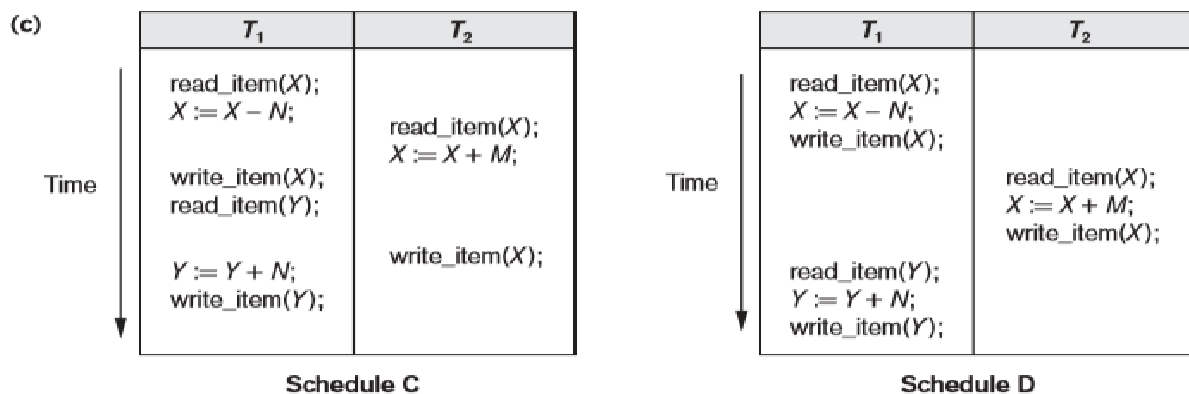 (c)
T1 T2
read_item(X);
X := X – N;
read_item(X);
X := X + M;
Time
write_item(X);
read_item(Y);
write_item(X);
Y := Y + N;
write_item(Y);
Schedule C
T1 T2
read_item(X);
X := X – N;
write_item(X);
Time
read_item(X);
X := X + M;
write_item(X);
read_item(Y);
Y := Y + N;
write_item(Y);
Schedule D